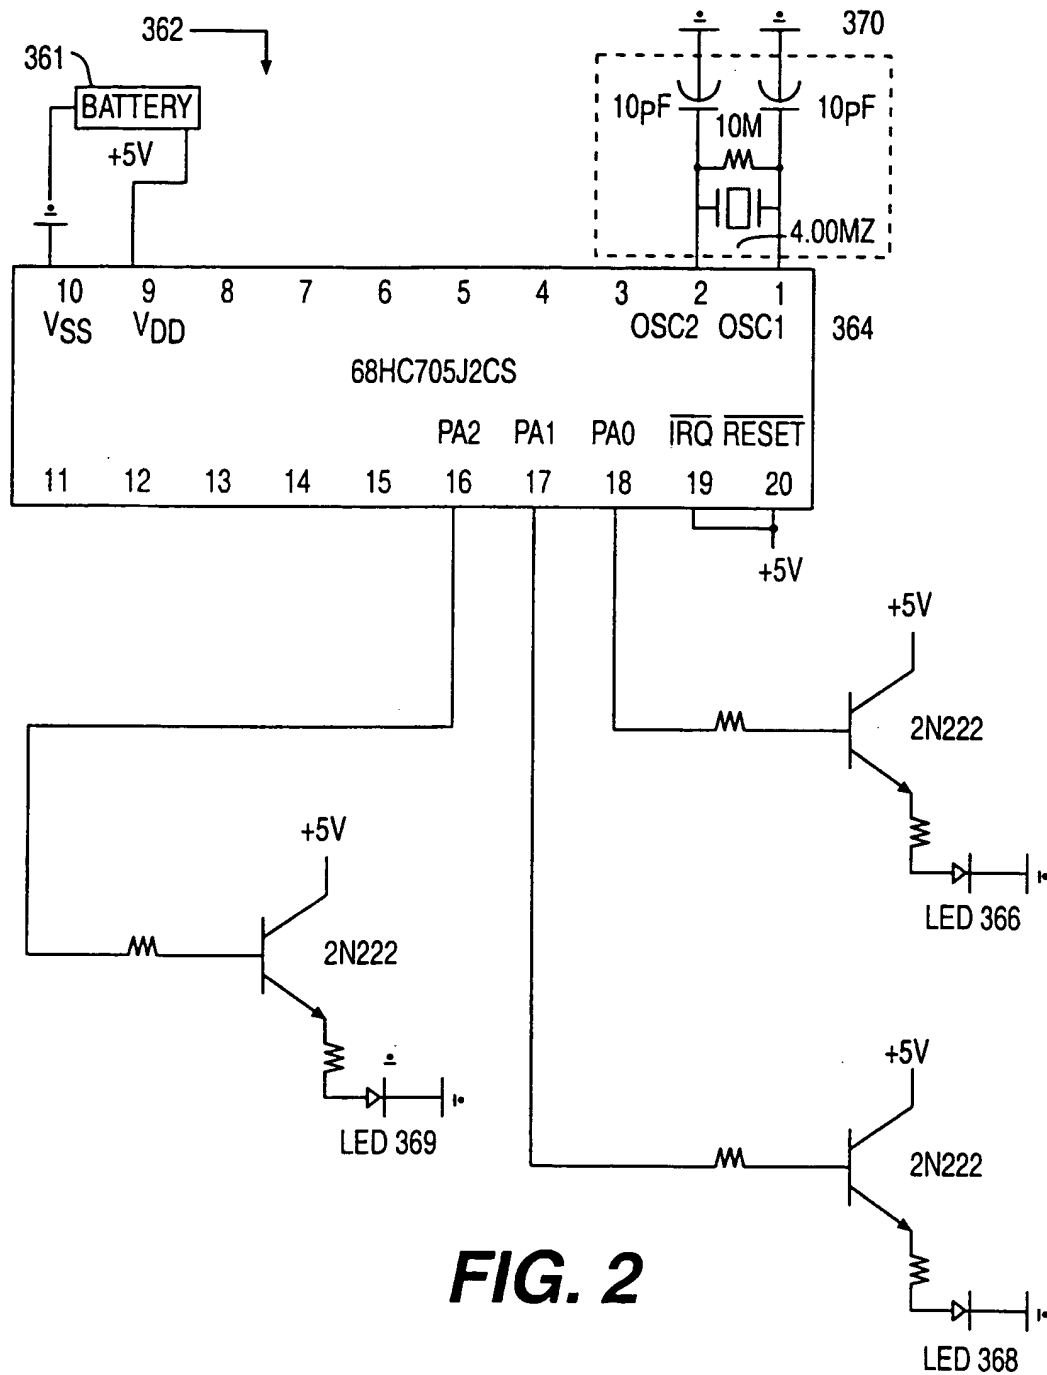 362
370
361
BATTERY
+5V
10pF
10M
10pF
4.00MZ
10 9 8 7 6 5 4 3 2 1
VSS VDD OSC2 OSC1
364
68HC705J2CS
PA2 PA1 PA0 IRQ RESET
11 12 13 14 15 16 17 18 19 20
+5V
+5V
2N222
LED 366
+5V
2N222
LED 369
+5V
2N222
LED 368
FIG. 2